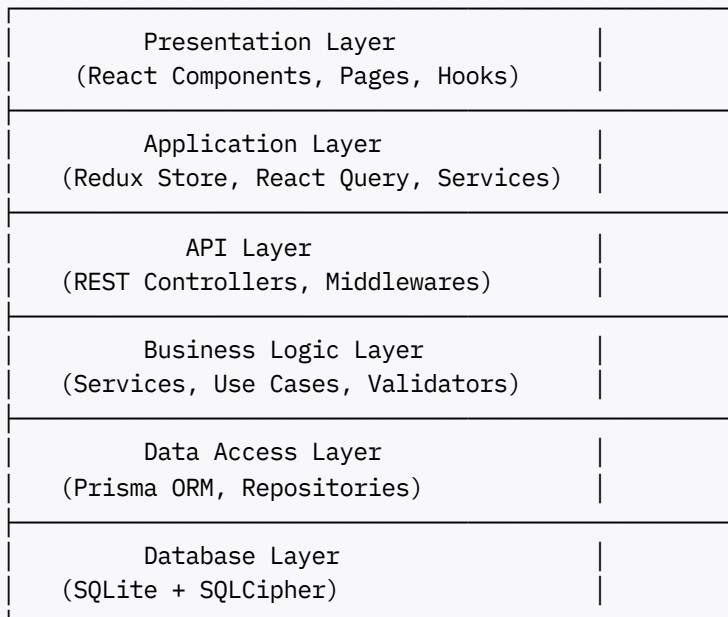 Presentation Layer
(React Components, Pages, Hooks)
Application Layer
(Redux Store, React Query, Services)
API Layer
(REST Controllers, Middlewares)
Business Logic Layer
(Services, Use Cases, Validators)
Data Access Layer
(Prisma ORM, Repositories)
Database Layer
(SQLite + SQLCipher)